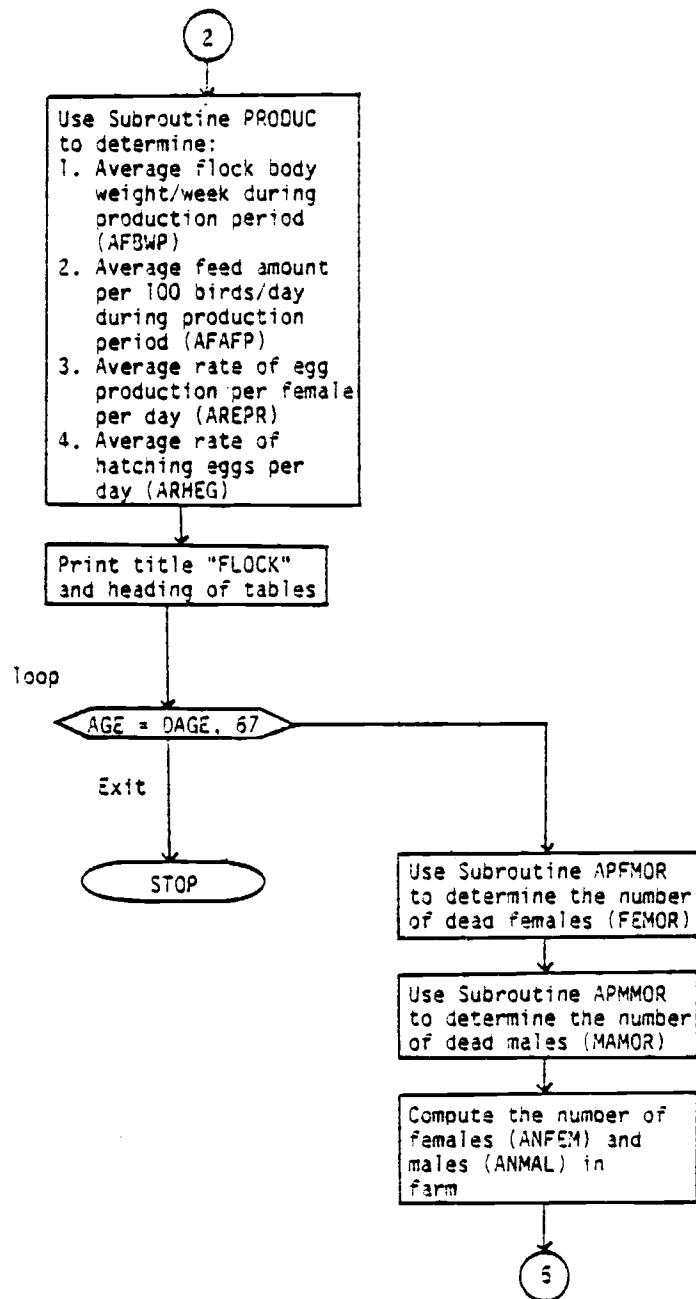 2
Use Subroutine PRODUC
to determine:
1. Average flock body
weight/week during
production period
(AFBWP)
2. Average feed amount
per 100 birds/day
during production
period (AFAFP)
3. Average rate of egg
production per female
per day (AREPR)
4. Average rate of
hatching eggs per
day (ARHEG)
Print title "FLOCK"
and heading of tables
loop
AGE = DAGE, 67
Exit
STOP
Use Subroutine APFMOR
to determine the number
of dead females (FEMOR)
Use Subroutine APMMOR
to determine the number
of dead males (MAMOR)
Compute the number of
females (ANFEM) and
males (ANMAL) in
farm